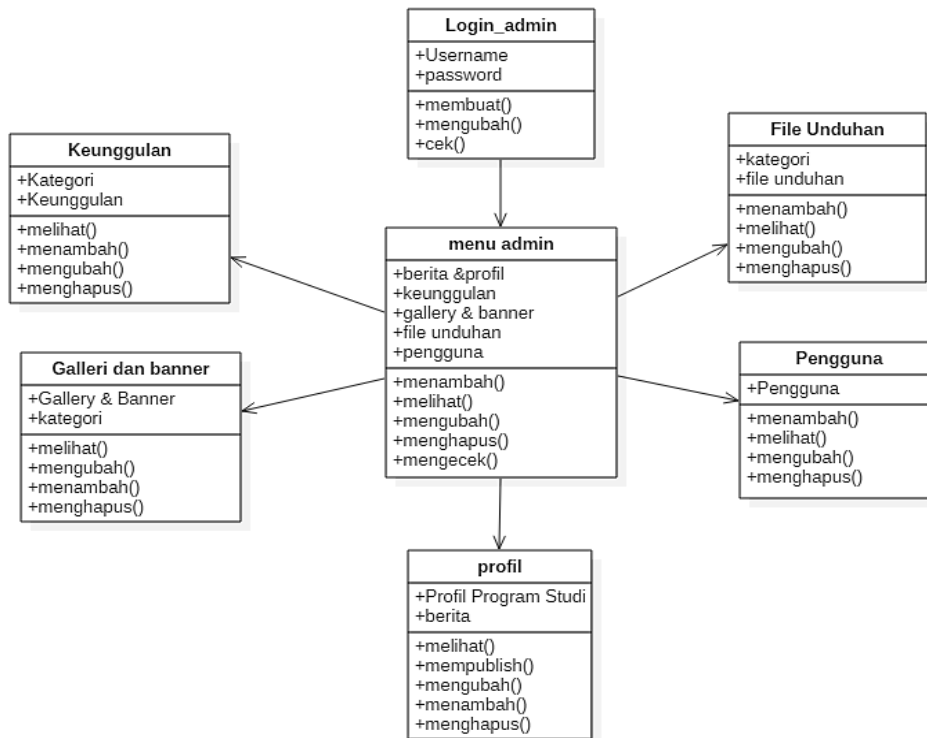 Login_admin
+Username
+password
+membuat()
+mengubah()
+cek()
Keunggulan
+Kategori
+Keunggulan
+melihat()
+menambah()
+mengubah()
+menghapus()
File Unduhan
+kategori
+file unduhan
+menambah()
+melihat()
+mengubah()
+menghapus()
menu admin
+berita &profil
+keunggulan
+gallery & banner
+file unduhan
+pengguna
+menambah()
+melihat()
+mengubah()
+menghapus()
+mengecek()
Galleri dan banner
+Gallery & Banner
+kategori
+melihat()
+mengubah()
+menambah()
+menghapus()
Pengguna
+Pengguna
+menambah()
+melihat()
+mengubah()
+menghapus()
profil
+Profil Program Studi
+berita
+melihat()
+mempublish()
+mengubah()
+menambah()
+menghapus()